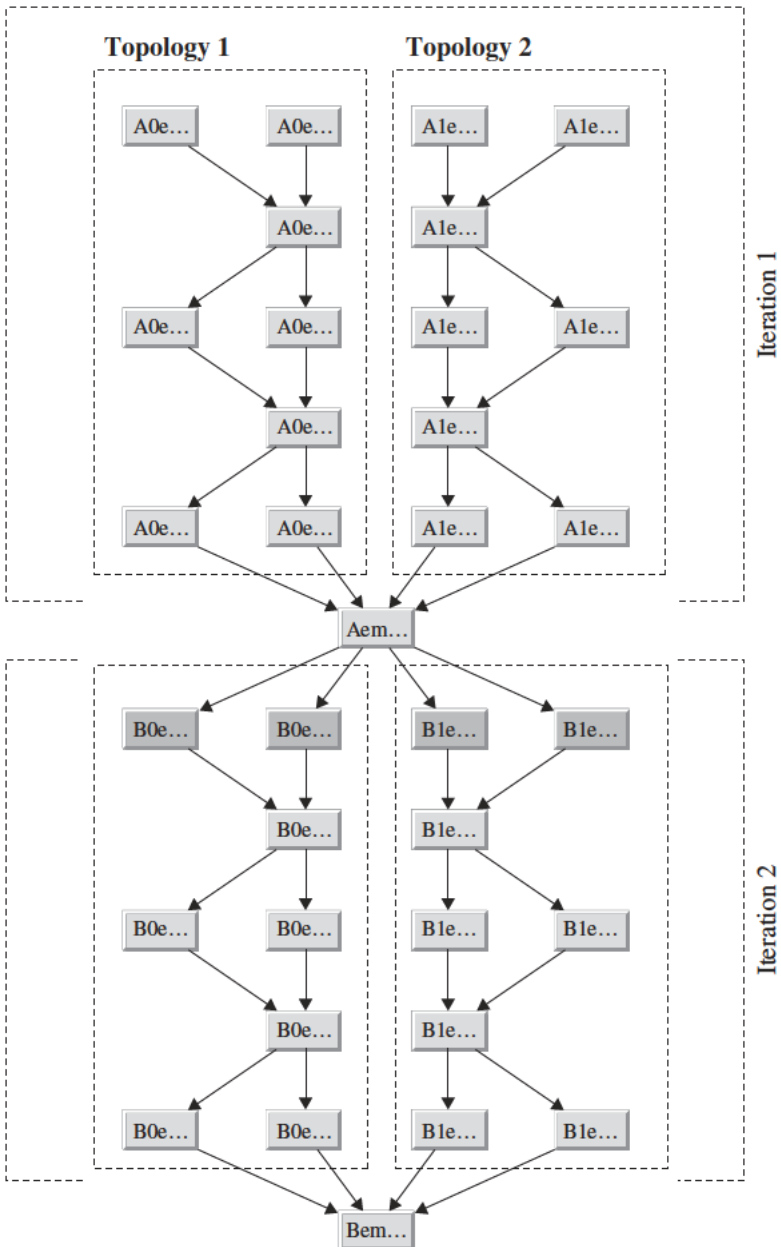 Topology 1 Topology 2
A0e… A0e… A1e… A1e…
A0e… A1e…
A0e… A0e… A1e… A1e…
A0e… A1e…
A0e… A0e… A1e… A1e…
Iteration 1
Aem…
B0e… B0e… B1e… B1e…
B0e… B1e…
B0e… B0e… B1e… B1e…
B0e… B1e…
B0e… B0e… B1e… B1e…
Iteration 2
Bem…